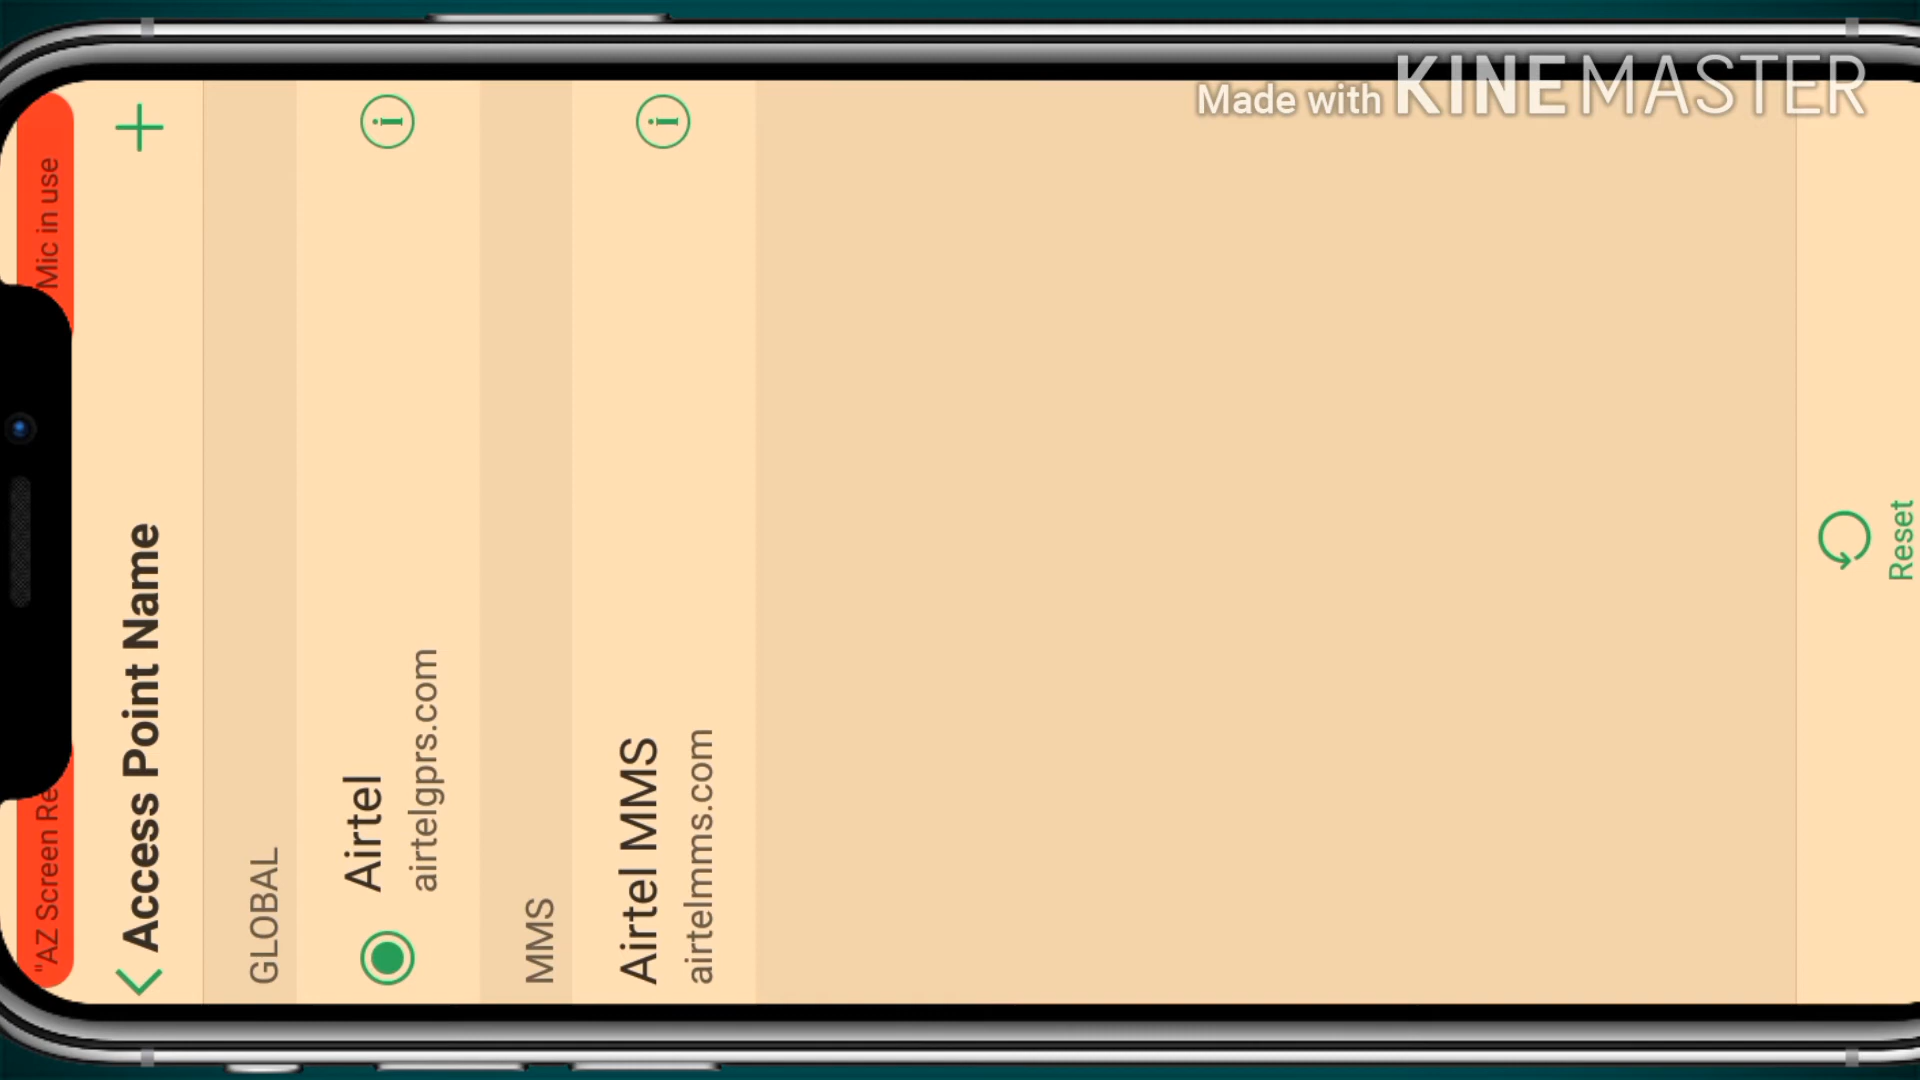 Made with KINEMASTER
"AZ Screen Re
Mic in use
Access Point Name
GLOBAL
Airtel
airtelgprs.com
MMS
Airtel MMS
airtelmms.com
Reset